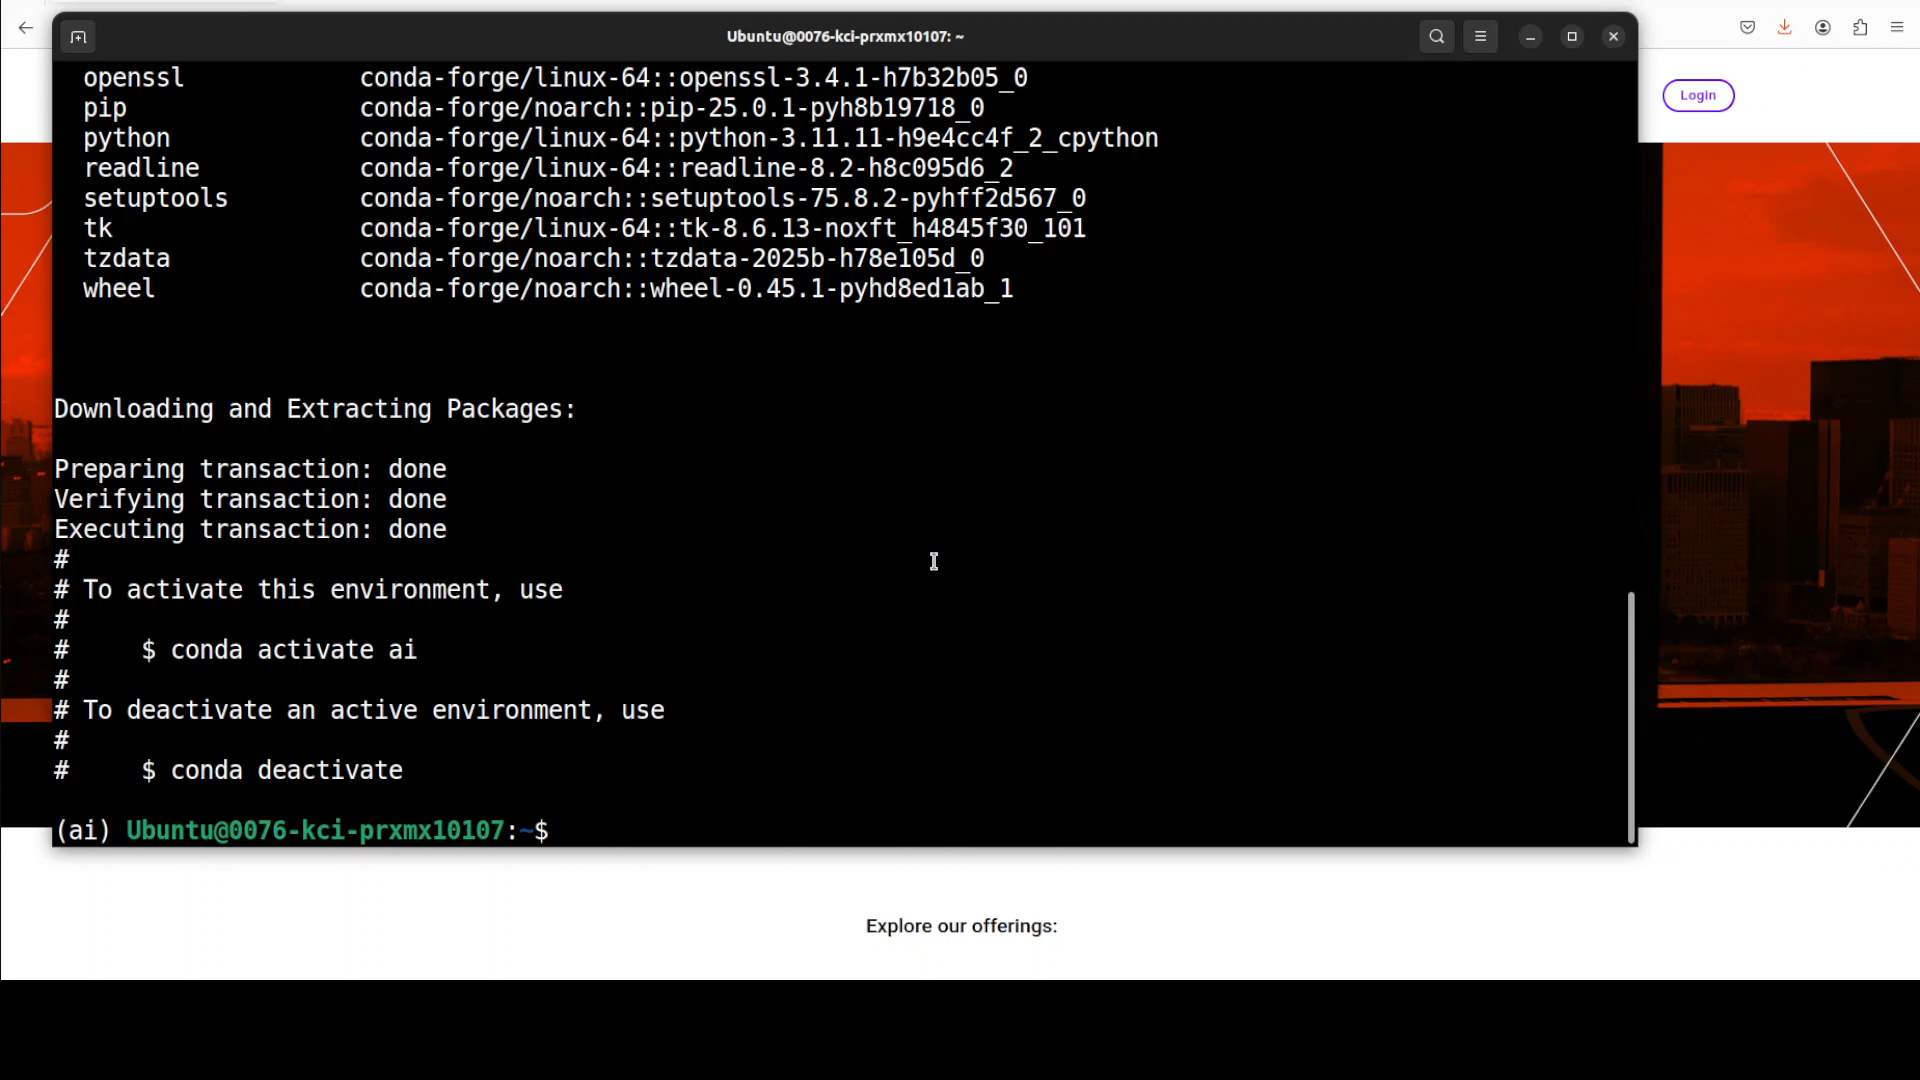 Ubuntu@0076-kci-prxmx10107: ~
Login
openssl conda-forge/linux-64::openssl-3.4.1-h7b32b05_0
pip conda-forge/noarch::pip-25.0.1-pyh8b19718_0
python conda-forge/linux-64::python-3.11.11-h9e4cc4f_2_cpython
readline conda-forge/linux-64::readline-8.2-h8c095d6_2
setuptools conda-forge/noarch::setuptools-75.8.2-pyhff2d567_0
tk conda-forge/linux-64::tk-8.6.13-noxft_h4845f30_101
tzdata conda-forge/noarch::tzdata-2025b-h78e105d_0
wheel conda-forge/noarch::wheel-0.45.1-pyhd8ed1ab_1
Downloading and Extracting Packages:
Preparing transaction: done
Verifying transaction: done
Executing transaction: done
#
# To activate this environment, use
#
# $ conda activate ai
#
# To deactivate an active environment, use
#
# $ conda deactivate
(ai) Ubuntu@0076-kci-prxmx10107:~$
Explore our offerings: